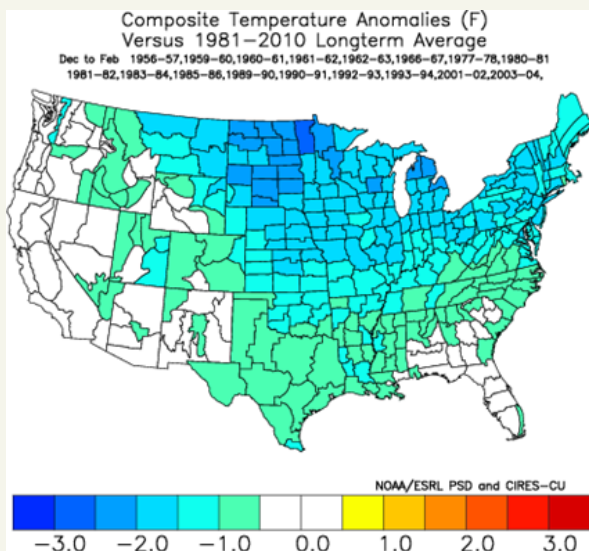 Composite Temperature Anomalies (F)
Versus 1981–2010 Longterm Average
Dec to Feb 1956–57,1959–60,1960–61,1961–62,1962–63,1966–67,1977–78,1980–81
1981–82,1983–84,1985–86,1989–90,1990–91,1992–93,1993–94,2001–02,2003–04,
NOAA/ESRL PSD and CIRES–CU
−3.0 −2.0 −1.0 0.0 1.0 2.0 3.0